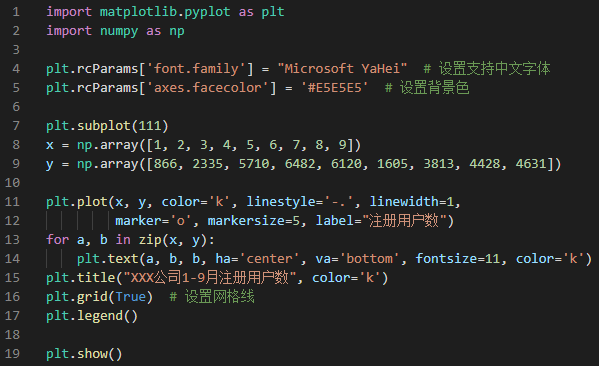 1 import matplotlib.pyplot as plt
2 import numpy as np
3
4 plt.rcParams['font.family'] = "Microsoft YaHei"  # 设置支持中文字体
5 plt.rcParams['axes.facecolor'] = '#E5E5E5'  # 设置背景色
6
7 plt.subplot(111)
8 x = np.array([1, 2, 3, 4, 5, 6, 7, 8, 9])
9 y = np.array([866, 2335, 5710, 6482, 6120, 1605, 3813, 4428, 4631])
10
11 plt.plot(x, y, color='k', linestyle='-.', linewidth=1,
12          marker='o', markersize=5, label="注册用户数")
13 for a, b in zip(x, y):
14     plt.text(a, b, b, ha='center', va='bottom', fontsize=11, color='k')
15 plt.title("XXX公司1-9月注册用户数", color='k')
16 plt.grid(True)  # 设置网格线
17 plt.legend()
18
19 plt.show()